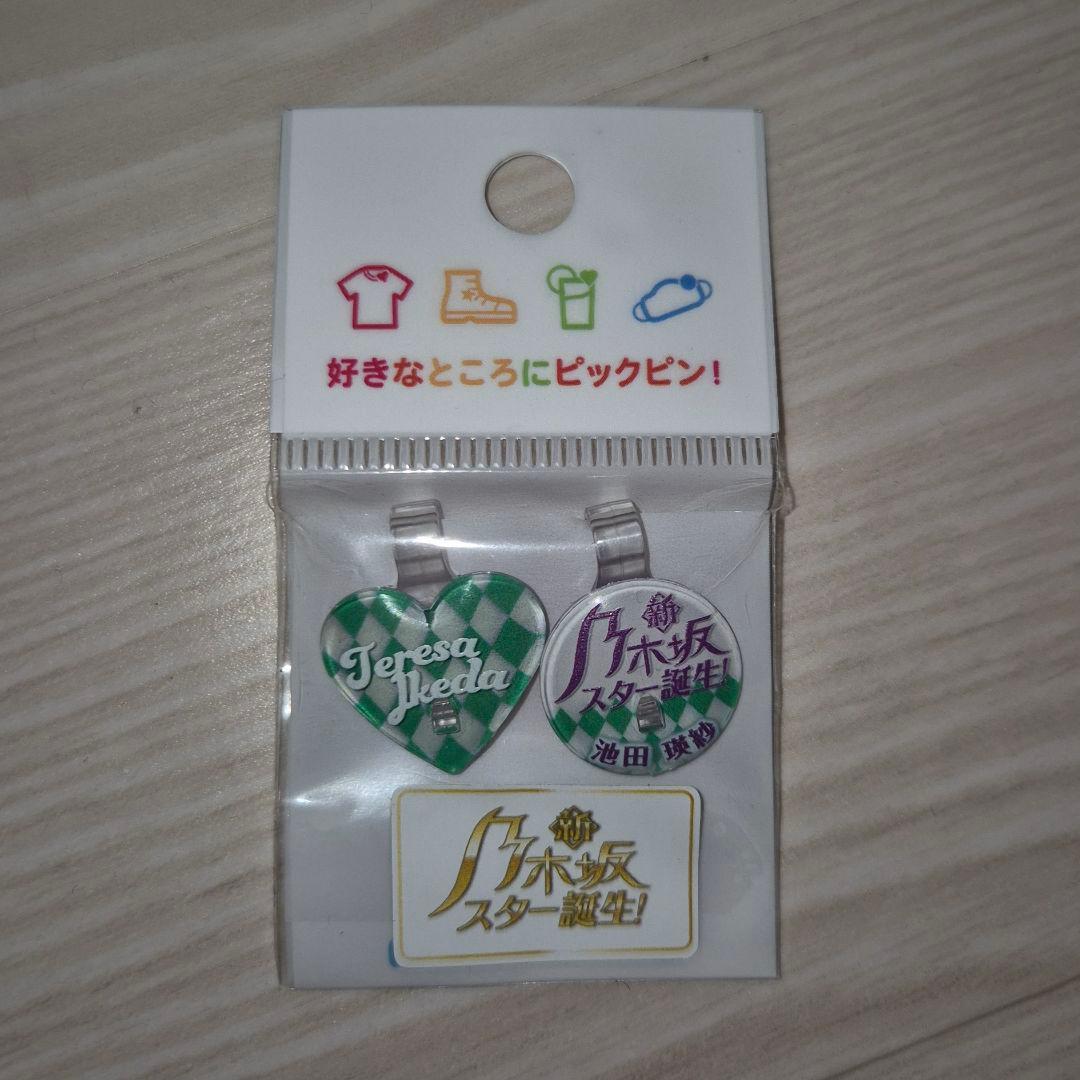 好きなところにピックピン！
Teresa
Ikeda
新
乃木坂
スター誕生!
池田 瑛紗
新
乃木坂
スター誕生!